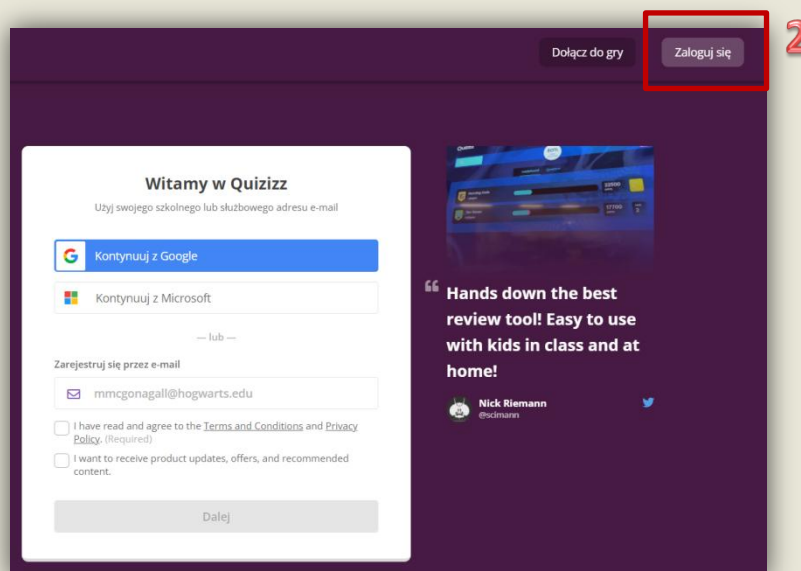 2
Dołącz do gry
Zaloguj się
Witamy w Quizizz
Użyj swojego szkolnego lub służbowego adresu e-mail
Kontynuuj z Google
Kontynuuj z Microsoft
— lub —
Zarejestruj się przez e-mail
mmcgonagall@hogwarts.edu
I have read and agree to the Terms and Conditions and Privacy
Policy. (Required)
I want to receive product updates, offers, and recommended
content.
Dalej
“ Hands down the best
review tool! Easy to use
with kids in class and at
home!
Nick Riemann
@scimann